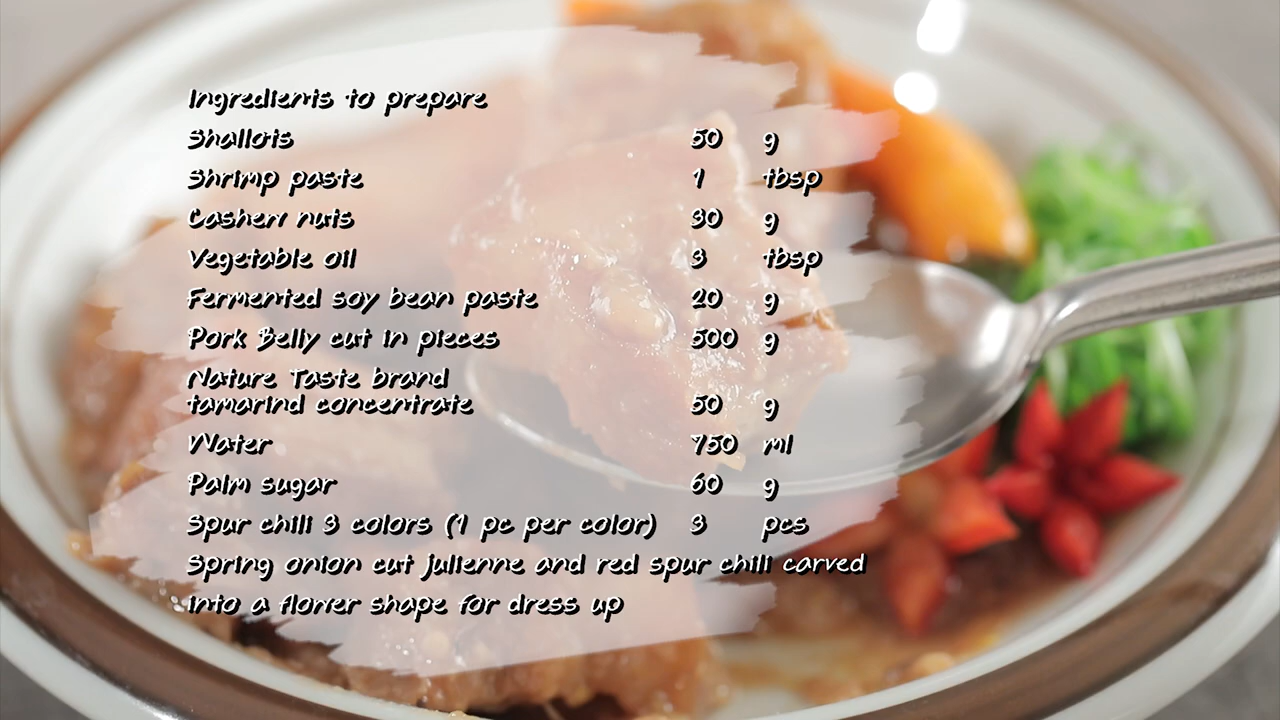 Ingredients to prepare
Shallots 50 g
Shrimp paste 1 tbsp
Cashew nuts 30 g
Vegetable oil 3 tbsp
Fermented soy bean paste 20 g
Pork Belly cut in pieces 500 g
Nature Taste brand
tamarind concentrate 50 g
Water 750 ml
Palm sugar 60 g
Spur chili 3 colors (1 pc per color) 3 pcs
Spring onion cut julienne and red spur chili carved
into a flower shape for dress up